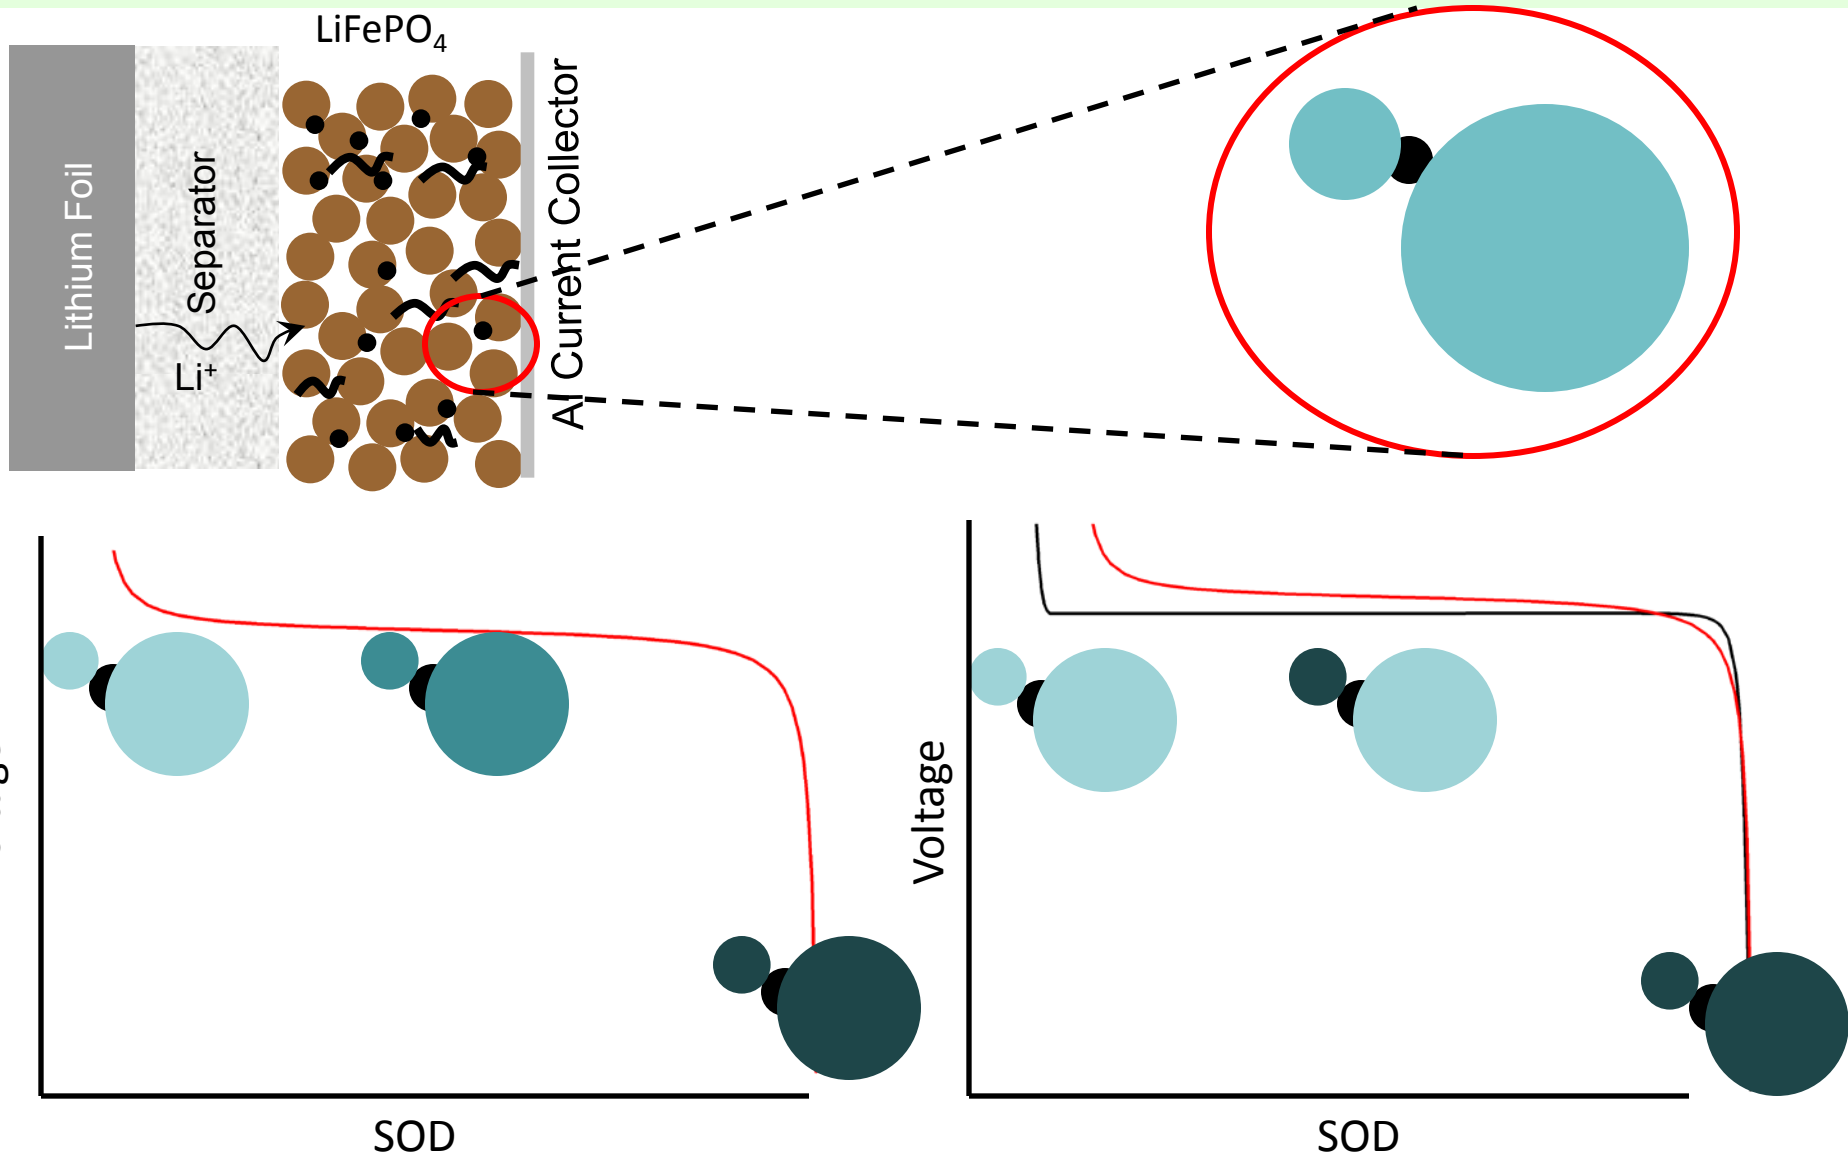 LiFePO4
Lithium Foil
Separator
Li+
Al Current Collector
Voltage
SOD
SOD